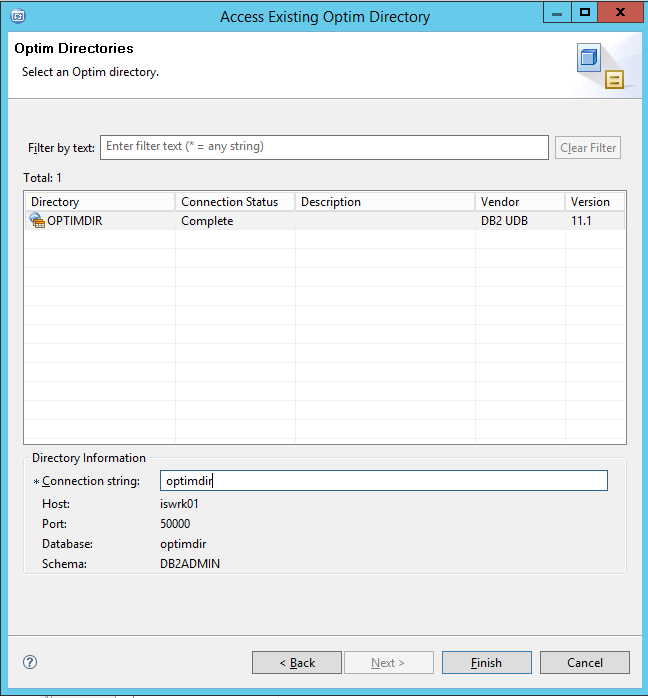 Access Existing Optim Directory
Optim Directories
Select an Optim directory.
Filter by text: Enter filter text (* = any string) Clear Filter
Total: 1
Directory Connection Status Description Vendor Version
OPTIMDIR Complete DB2 UDB 11.1
Directory Information
* Connection string: optimdir
Host: iswrk01
Port: 50000
Database: optimdir
Schema: DB2ADMIN
? < Back Next > Finish Cancel